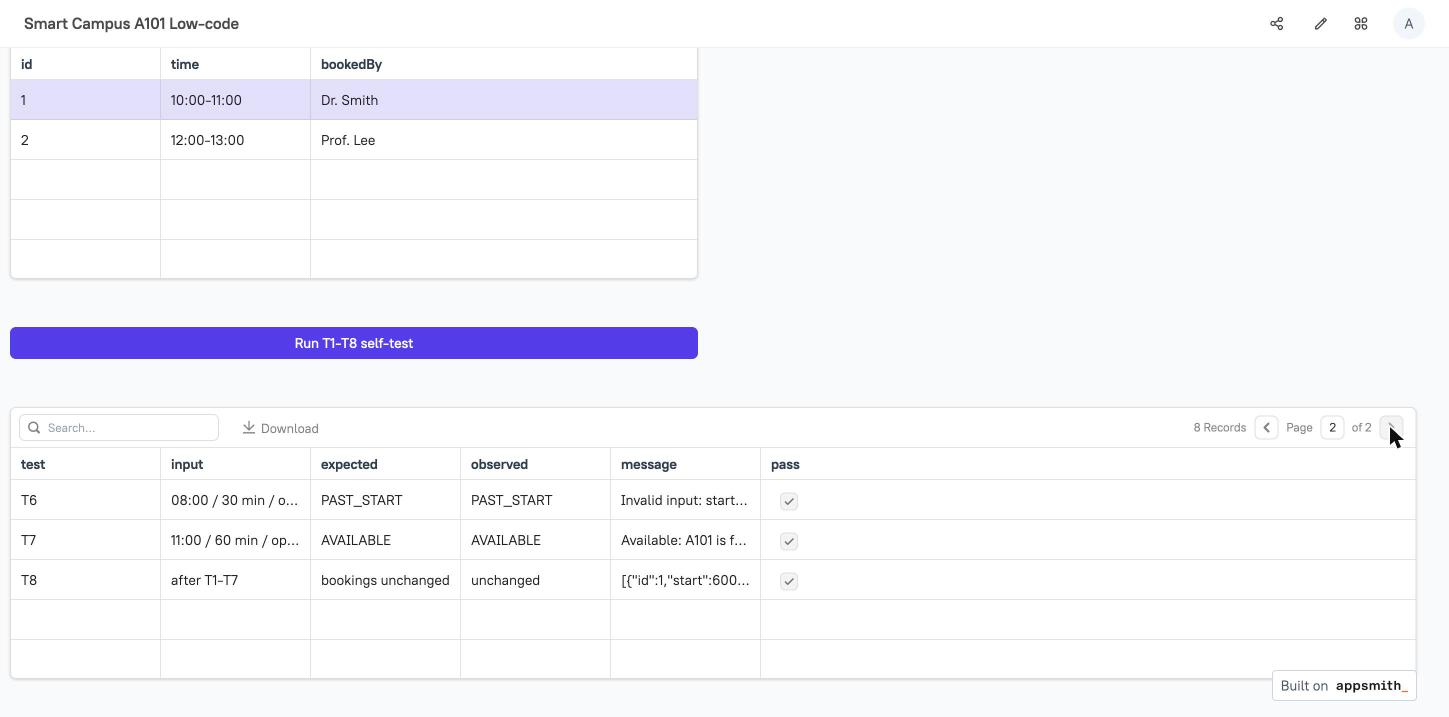 Smart Campus A101 Low-code
A
id time bookedBy
1 10:00-11:00 Dr. Smith
2 12:00-13:00 Prof. Lee
Run T1-T8 self-test
Search... Download 8 Records Page 2 of 2
test input expected observed message pass
T6 08:00 / 30 min / o... PAST_START PAST_START Invalid input: start...
T7 11:00 / 60 min / op... AVAILABLE AVAILABLE Available: A101 is f...
T8 after T1-T7 bookings unchanged unchanged [{"id":1,"start":600...
Built on appsmith_